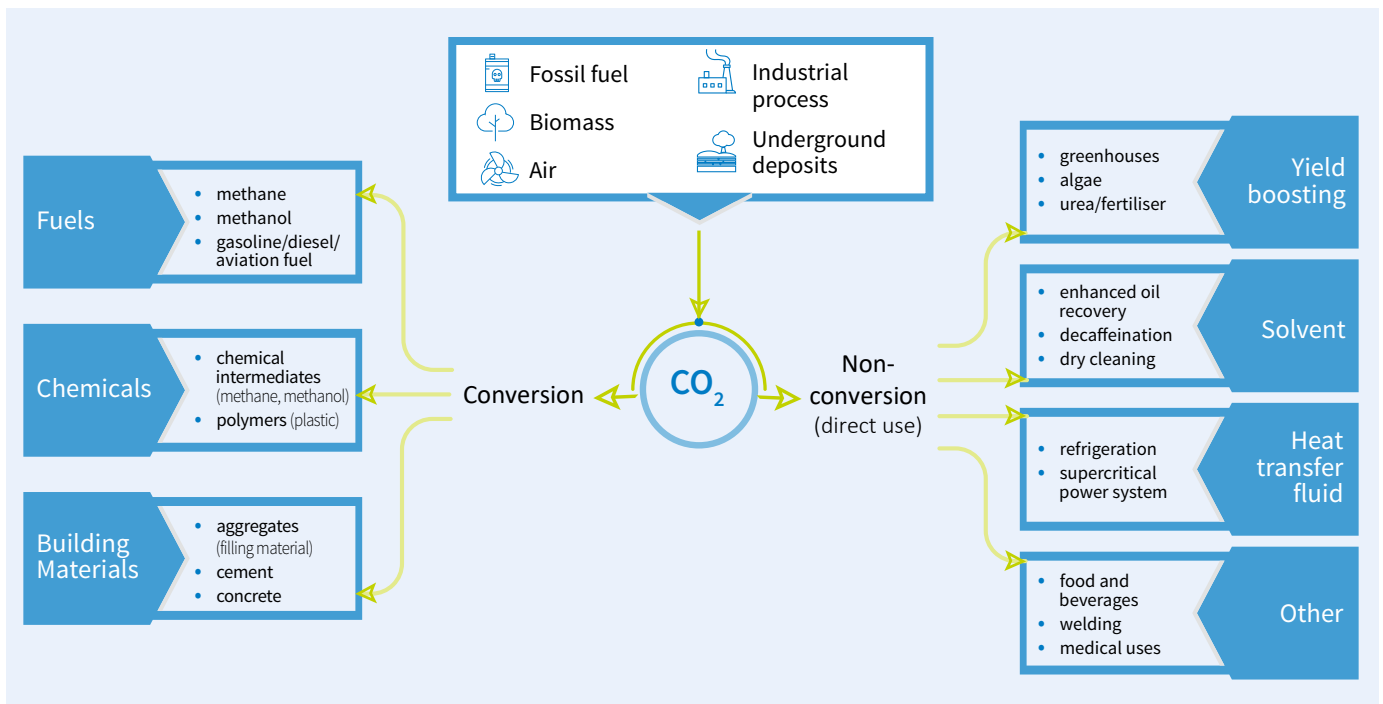 Fossil fuel
Biomass
Air
Industrial
process
Underground
deposits
Fuels
• methane
• methanol
• gasoline/diesel/
aviation fuel
Chemicals
• chemical
intermediates
(methane, methanol)
• polymers (plastic)
Building
Materials
• aggregates
(filling material)
• cement
• concrete
Conversion
CO₂
Non-
conversion
(direct use)
• greenhouses
• algae
• urea/fertiliser
Yield
boosting
• enhanced oil
recovery
• decaffeination
• dry cleaning
Solvent
• refrigeration
• supercritical
power system
Heat
transfer
fluid
• food and
beverages
• welding
• medical uses
Other